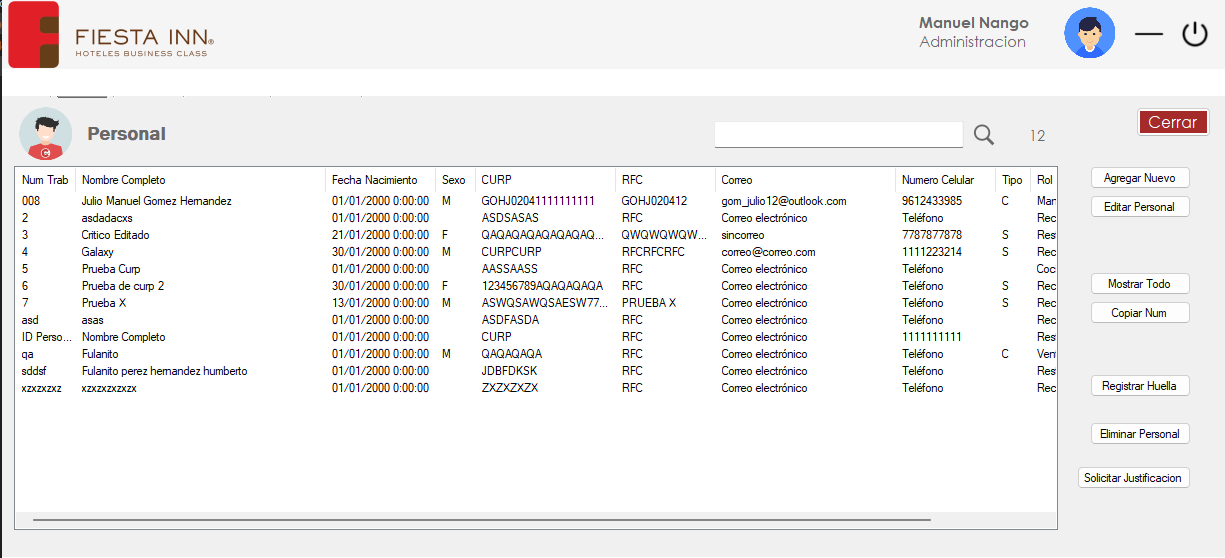 FIESTA INN®
HOTELES BUSINESS CLASS
Manuel Nango
Administracion
Personal
12
Cerrar
Num Trab Nombre Completo Fecha Nacimiento Sexo CURP RFC Correo Numero Celular Tipo Rol
008 Julio Manuel Gomez Hernandez 01/01/2000 0:00:00 M GOHJ02041111111111 GOHJ020412 gom_julio12@outlook.com 9612433985 C Man
2 asdadacxs 01/01/2000 0:00:00 ASDSASAS RFC Correo electrónico Teléfono Rec
3 Critico Editado 21/01/2000 0:00:00 F QAQAQAQAQAQAQAQ... QWQWQWQW... sincorreo 7787877878 S Res
4 Galaxy 30/01/2000 0:00:00 M CURPCURP RFCRFCRFC correo@correo.com 1111223214 S Rec
5 Prueba Curp 01/01/2000 0:00:00 AASSAASS RFC Correo electrónico Teléfono Coc
6 Prueba de curp 2 30/01/2000 0:00:00 F 123456789AQAQAQAQA RFC Correo electrónico Teléfono S Rec
7 Prueba X 13/01/2000 0:00:00 M ASWQSAWQSAESW77... PRUEBA X Correo electrónico Teléfono S Rec
asd asas 01/01/2000 0:00:00 ASDFASDA RFC Correo electrónico Teléfono Rec
ID Perso... Nombre Completo 01/01/2000 0:00:00 CURP RFC Correo electrónico 1111111111 Res
qa Fulanito 01/01/2000 0:00:00 M QAQAQAQA RFC Correo electrónico Teléfono C Ven
sddsf Fulanito perez hernandez humberto 01/01/2000 0:00:00 JDBFDKSK RFC Correo electrónico Teléfono Res
xzxzxzxz xzxzxzxzxzx 01/01/2000 0:00:00 ZXZXZXZX RFC Correo electrónico Teléfono Rec
Agregar Nuevo
Editar Personal
Mostrar Todo
Copiar Num
Registrar Huella
Eliminar Personal
Solicitar Justificacion